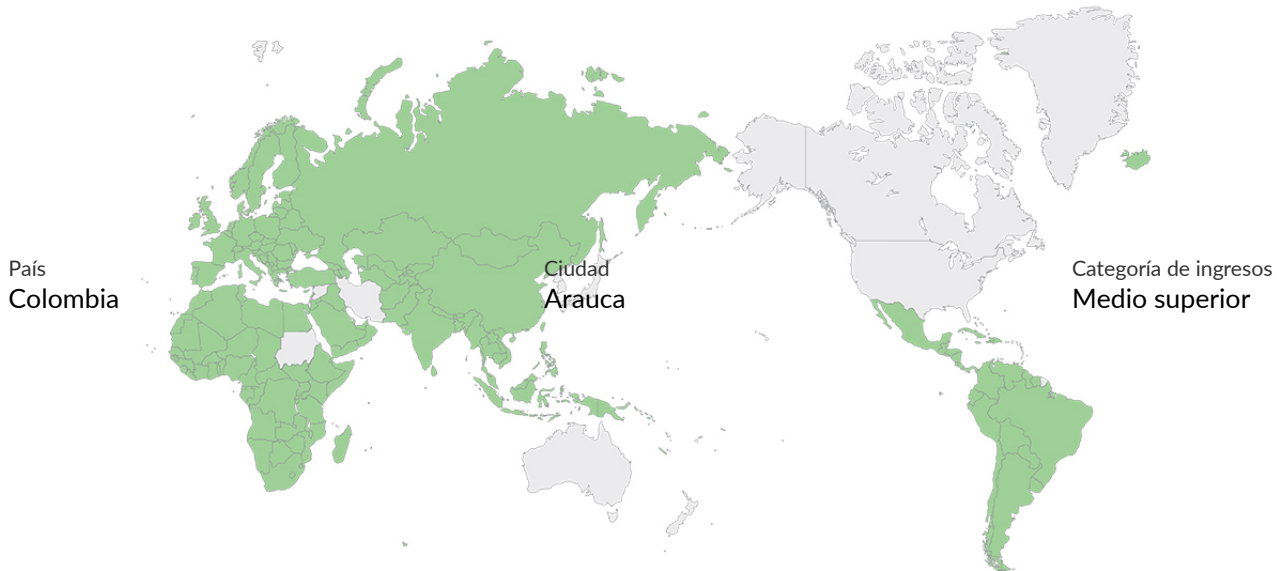 País
Colombia
Ciudad
Arauca
Categoría de ingresos
Medio superior